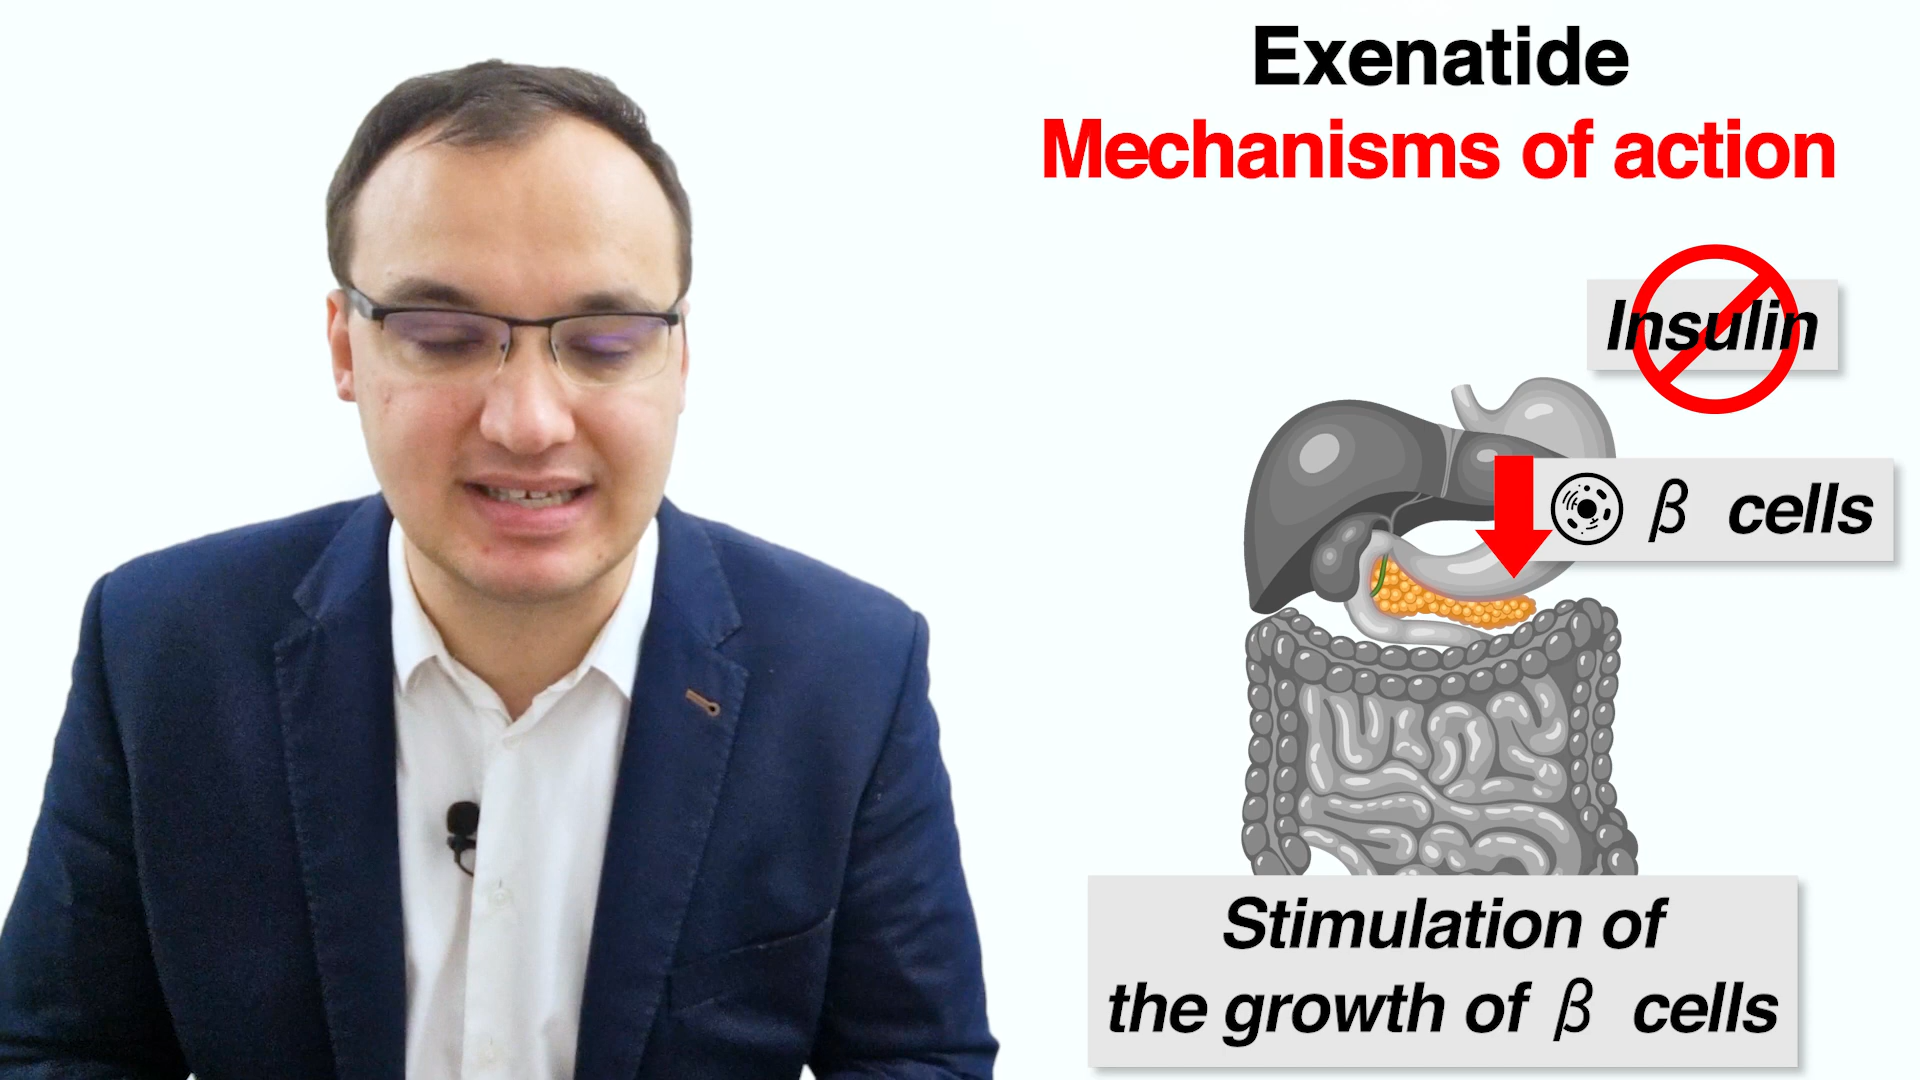 Exenatide
Mechanisms of action
Insulin
β cells
Stimulation of
the growth of β cells